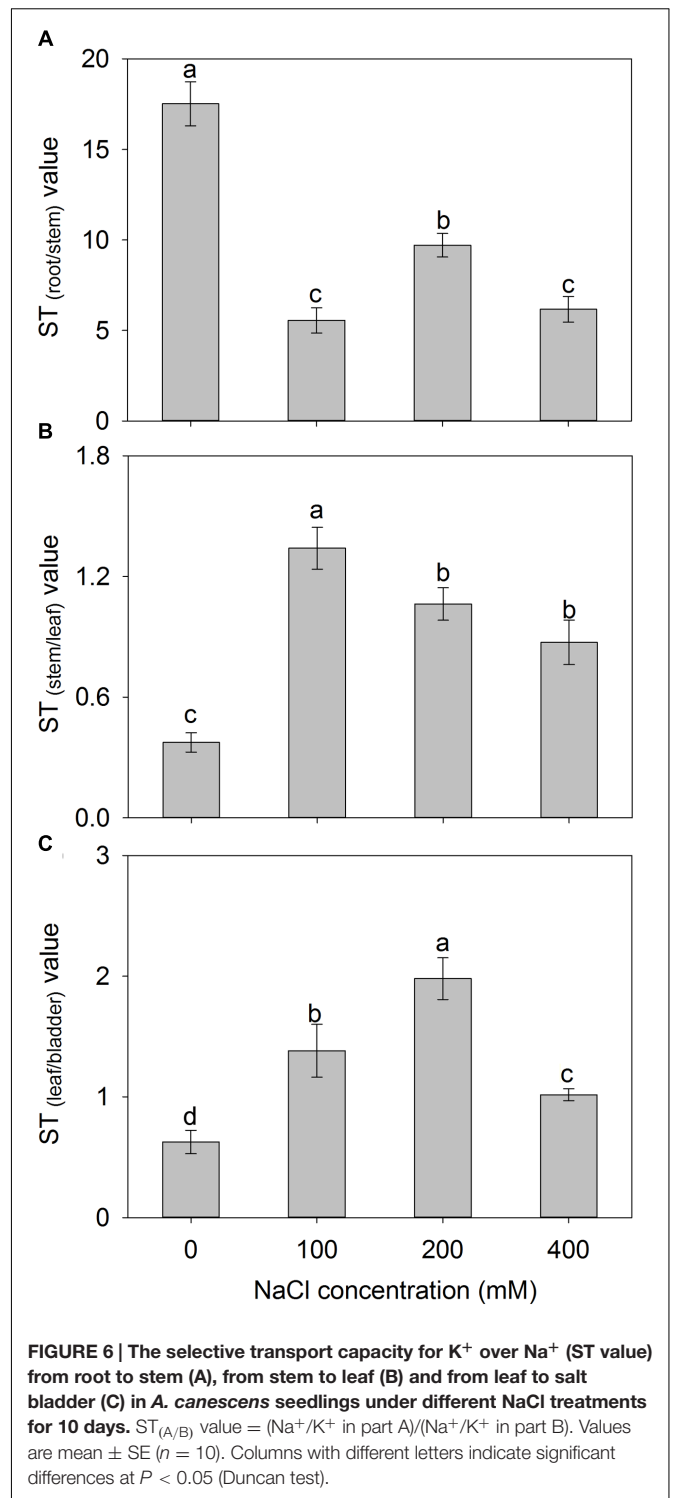 A
20
a
15
b
10
c
c
5
0
ST (root/stem) value
B
1.8
a
1.2
b
b
0.6
c
0.0
ST (stem/leaf) value
C
3
a
2
b
c
1
d
0
ST (leaf/bladder) value
0 100 200 400
NaCl concentration (mM)
FIGURE 6 | The selective transport capacity for K⁺ over Na⁺ (ST value)
from root to stem (A), from stem to leaf (B) and from leaf to salt
bladder (C) in A. canescens seedlings under different NaCl treatments
for 10 days. ST(A/B) value = (Na⁺/K⁺ in part A)/(Na⁺/K⁺ in part B). Values
are mean ± SE (n = 10). Columns with different letters indicate significant
differences at P < 0.05 (Duncan test).